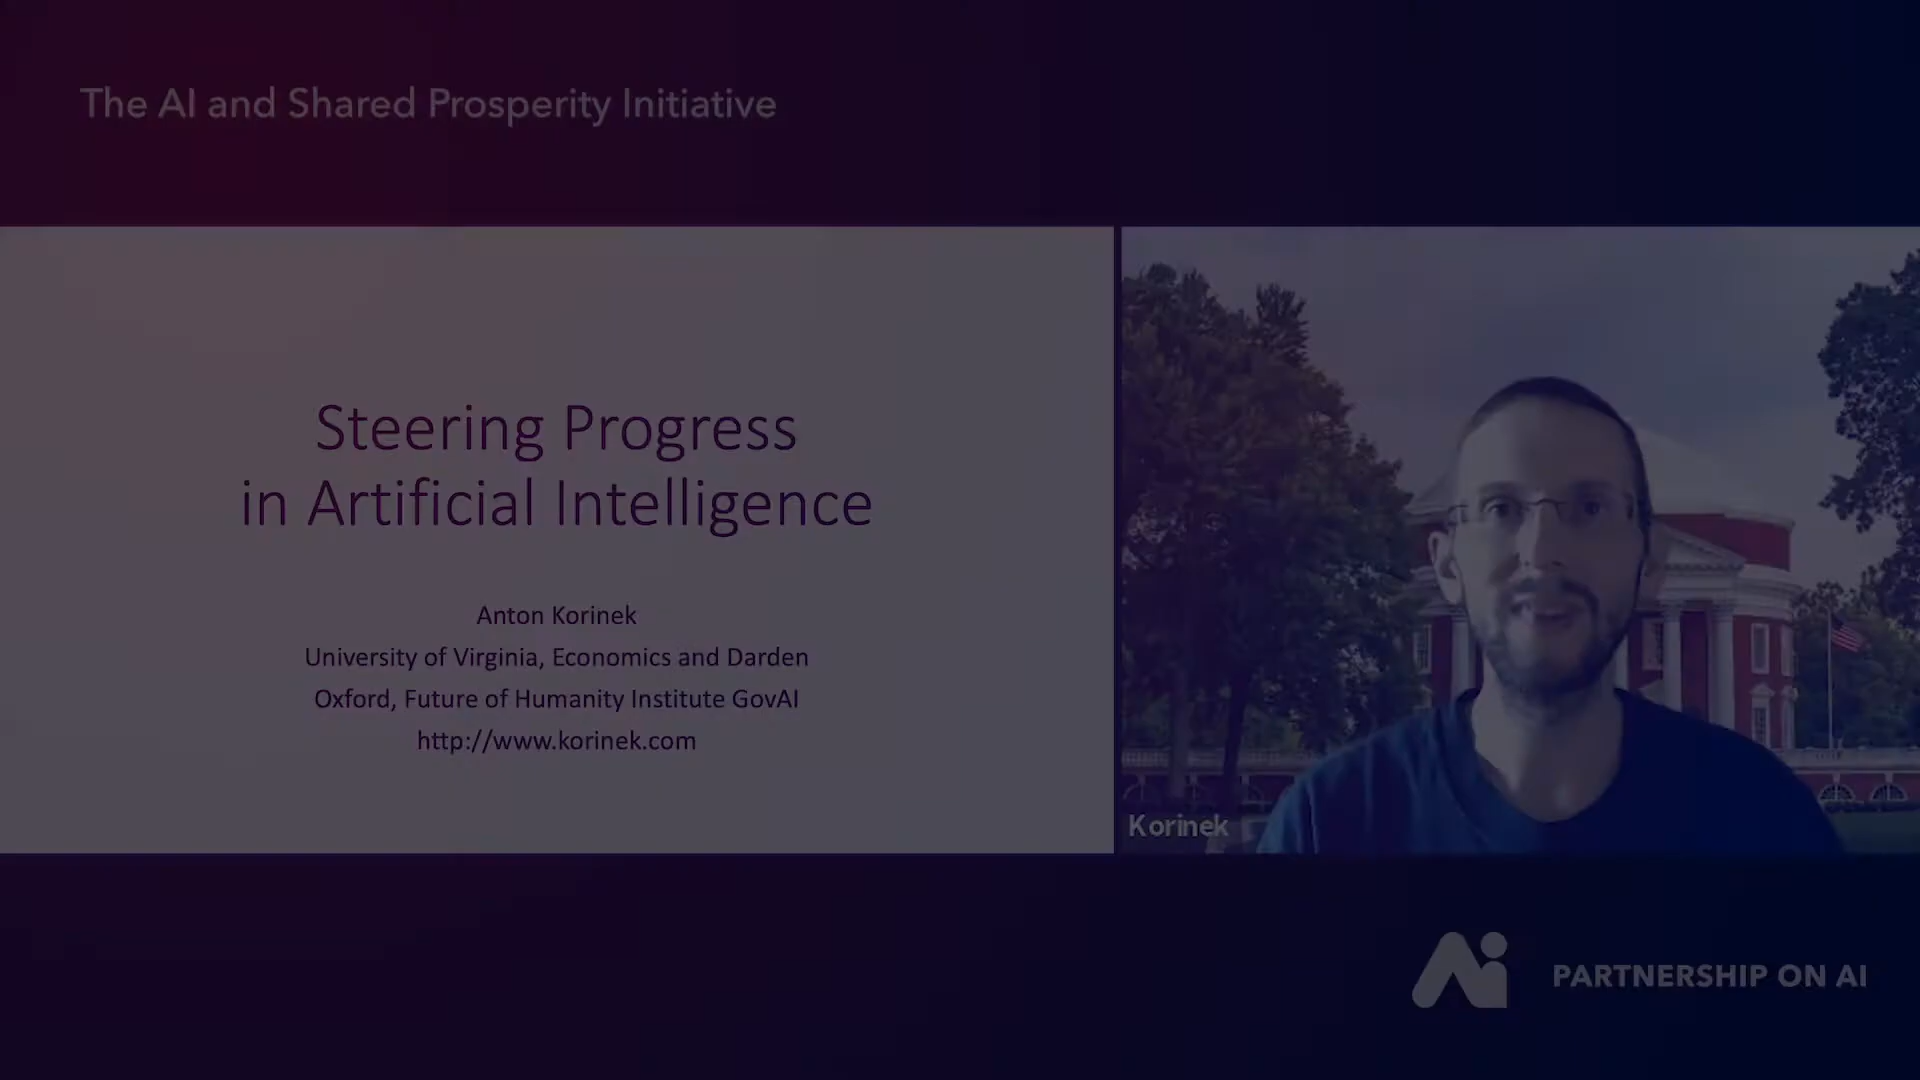 The AI and Shared Prosperity Initiative
Steering Progress
in Artificial Intelligence
Anton Korinek
University of Virginia, Economics and Darden
Oxford, Future of Humanity Institute GovAI
http://www.korinek.com
Korinek
Ai PARTNERSHIP ON AI